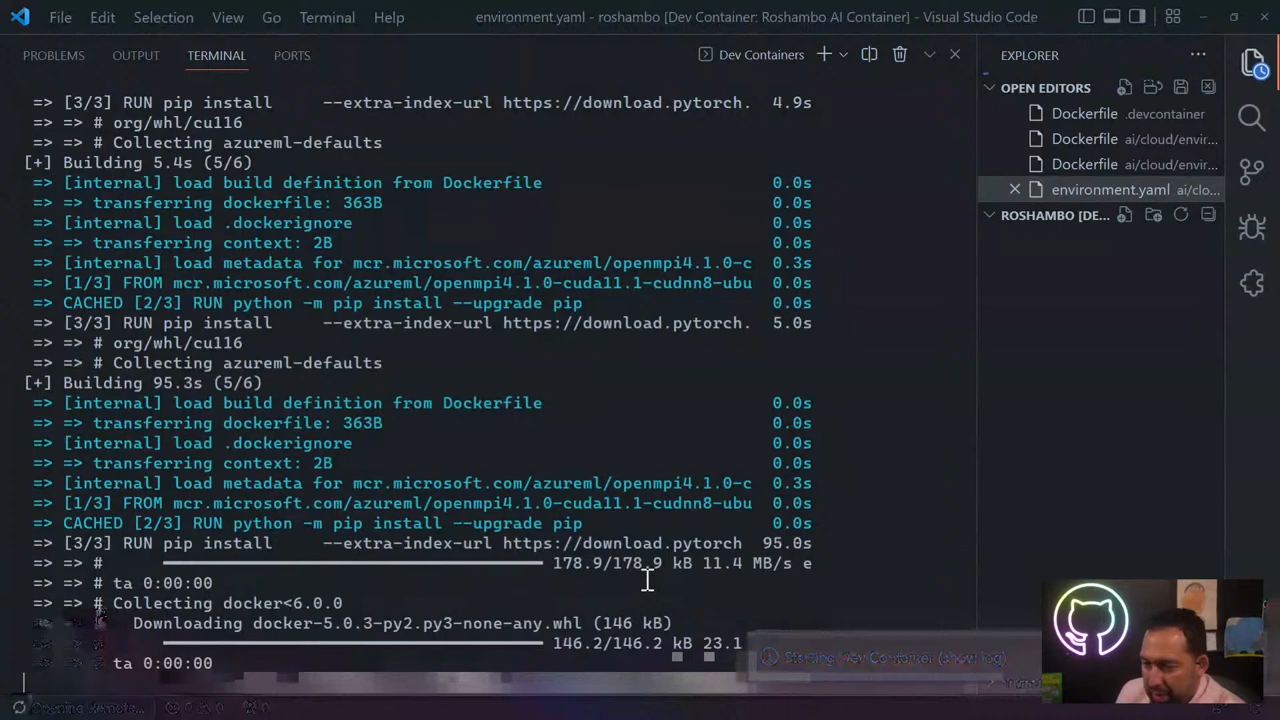 File Edit Selection View Go Terminal Help environment.yaml - roshambo [Dev Container: Roshambo AI Container] - Visual Studio Code
PROBLEMS OUTPUT TERMINAL PORTS Dev Containers EXPLORER
OPEN EDITORS
Dockerfile .devcontainer
Dockerfile ai/cloud/envir...
Dockerfile ai/cloud/envir...
environment.yaml ai/clo...
ROSHAMBO [DE...
=> [3/3] RUN pip install --extra-index-url https://download.pytorch. 4.9s
=> => # org/whl/cu116
=> => # Collecting azureml-defaults
[+] Building 5.4s (5/6)
=> [internal] load build definition from Dockerfile 0.0s
=> => transferring dockerfile: 363B 0.0s
=> [internal] load .dockerignore 0.0s
=> => transferring context: 2B 0.0s
=> [internal] load metadata for mcr.microsoft.com/azureml/openmpi4.1.0-c 0.3s
=> [1/3] FROM mcr.microsoft.com/azureml/openmpi4.1.0-cuda11.1-cudnn8-ubu 0.0s
=> CACHED [2/3] RUN python -m pip install --upgrade pip 0.0s
=> [3/3] RUN pip install --extra-index-url https://download.pytorch. 5.0s
=> => # org/whl/cu116
=> => # Collecting azureml-defaults
[+] Building 95.3s (5/6)
=> [internal] load build definition from Dockerfile 0.0s
=> => transferring dockerfile: 363B 0.0s
=> [internal] load .dockerignore 0.0s
=> => transferring context: 2B 0.0s
=> [internal] load metadata for mcr.microsoft.com/azureml/openmpi4.1.0-c 0.3s
=> [1/3] FROM mcr.microsoft.com/azureml/openmpi4.1.0-cuda11.1-cudnn8-ubu 0.0s
=> CACHED [2/3] RUN python -m pip install --upgrade pip 0.0s
=> [3/3] RUN pip install --extra-index-url https://download.pytorch 95.0s
=> => # 178.9/178.9 kB 11.4 MB/s e
=> => # ta 0:00:00
=> => # Collecting docker<6.0.0
Downloading docker-5.0.3-py2.py3-none-any.whl (146 kB)
146.2/146.2 kB 23.1
ta 0:00:00
Starting Dev Container (show log)
Opening Remote...